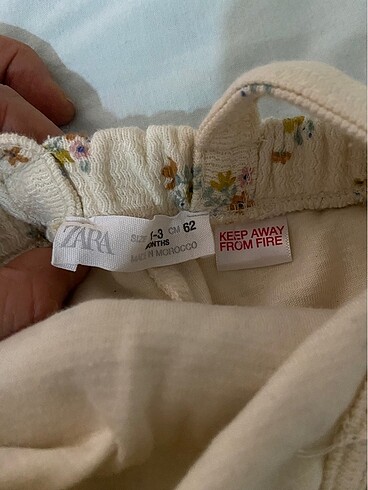 ZARA
SIZE 1-3 CM 62
MONTHS
MADE IN MOROCCO
KEEP AWAY
FROM FIRE